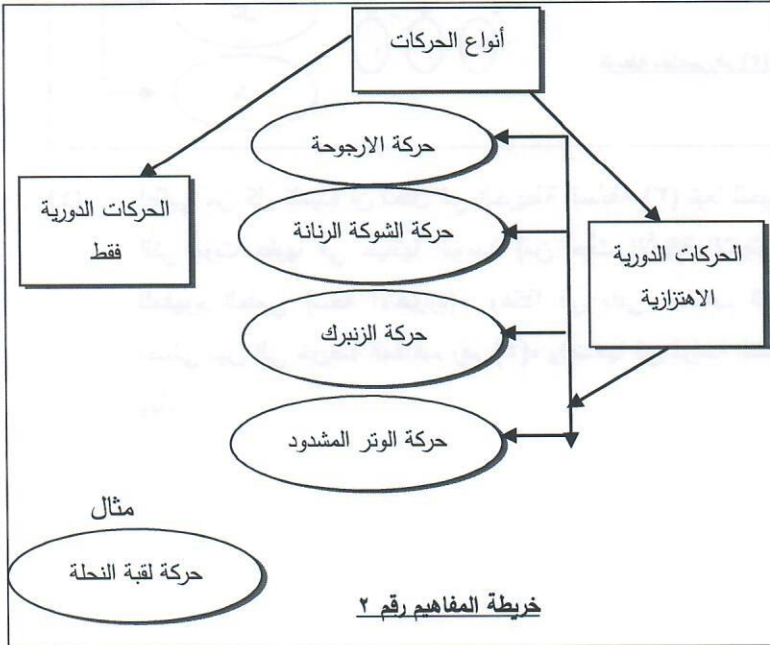 أنواع الحركات
حركة الارجوحة
الحركات الدورية
فقط
حركة الشوكة الرنانة
الحركات الدورية
الاهتزازية
حركة الزنبرك
حركة الوتر المشدود
مثال
حركة لقبة النحلة
خريطة المفاهيم رقم ٢